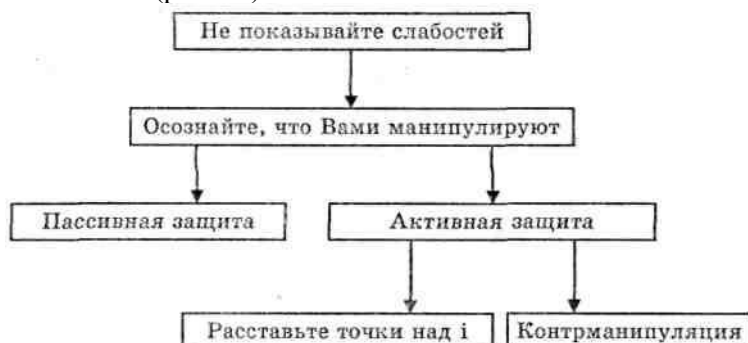 Не показывайте слабостей
Осознайте, что Вами манипулируют
Пассивная защита
Активная защита
Расставьте точки над i
Контрманипуляция